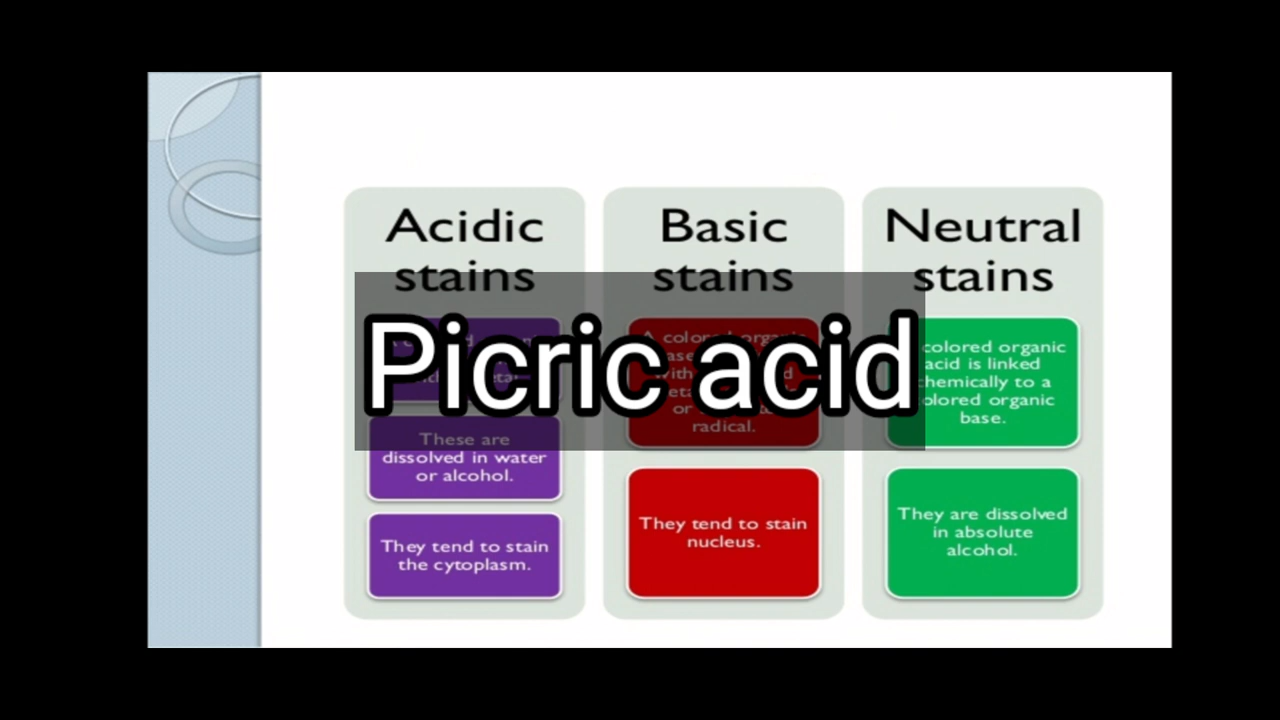 Acidic
stains
Basic
stains
Neutral
stains
Picric acid
These are
dissolved in water
or alcohol.
They tend to stain
the cytoplasm.
A colored organic
radical.
They tend to stain
nucleus.
colored organic
acid is linked
chemically to a
colored organic
base.
They are dissolved
in absolute
alcohol.